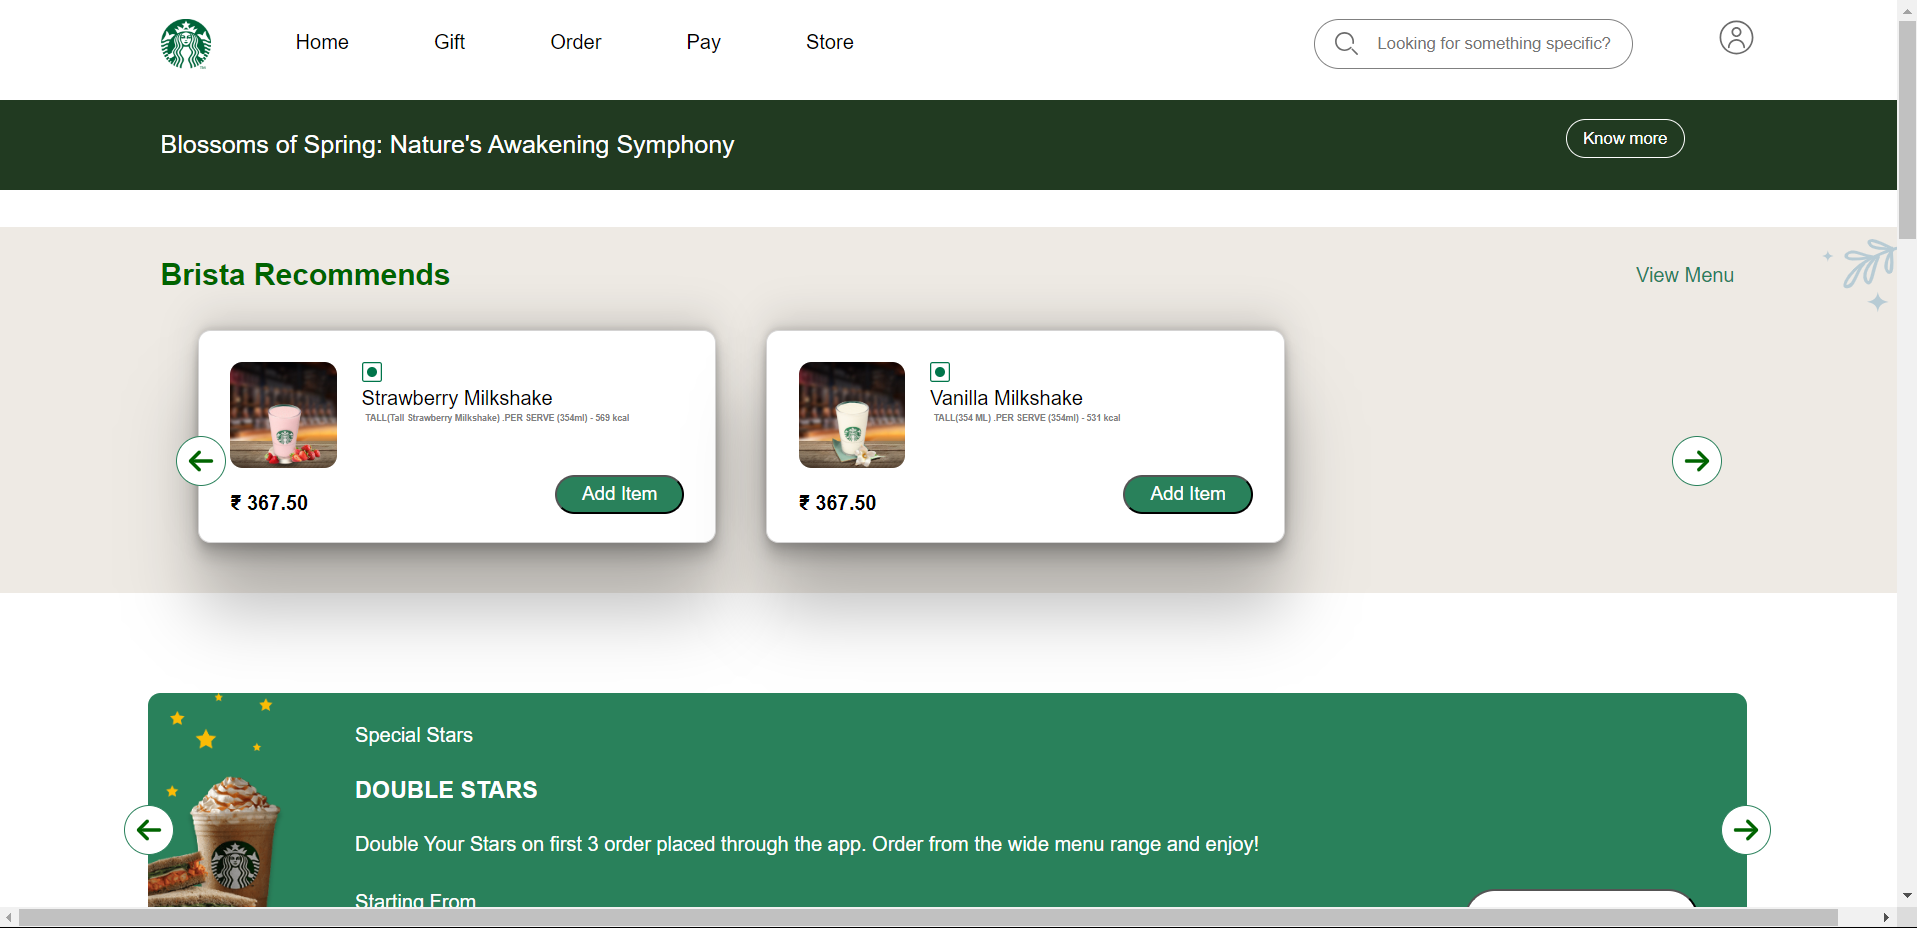 Home Gift Order Pay Store Looking for something specific?
Blossoms of Spring: Nature's Awakening Symphony Know more
Brista Recommends View Menu
Strawberry Milkshake
TALL(Tall Strawberry Milkshake) .PER SERVE (354ml) - 569 kcal
₹ 367.50 Add Item
Vanilla Milkshake
TALL(354 ML) .PER SERVE (354ml) - 531 kcal
₹ 367.50 Add Item
Special Stars
DOUBLE STARS
Double Your Stars on first 3 order placed through the app. Order from the wide menu range and enjoy!
Starting From